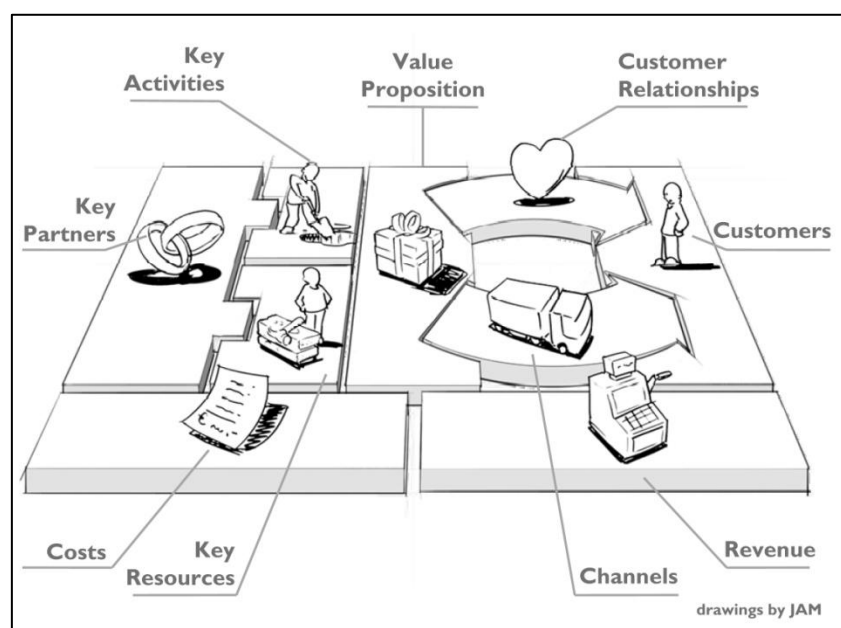 Key
Activities
Value
Proposition
Customer
Relationships
Key
Partners
Customers
Costs
Key
Resources
Channels
Revenue
drawings by JAM